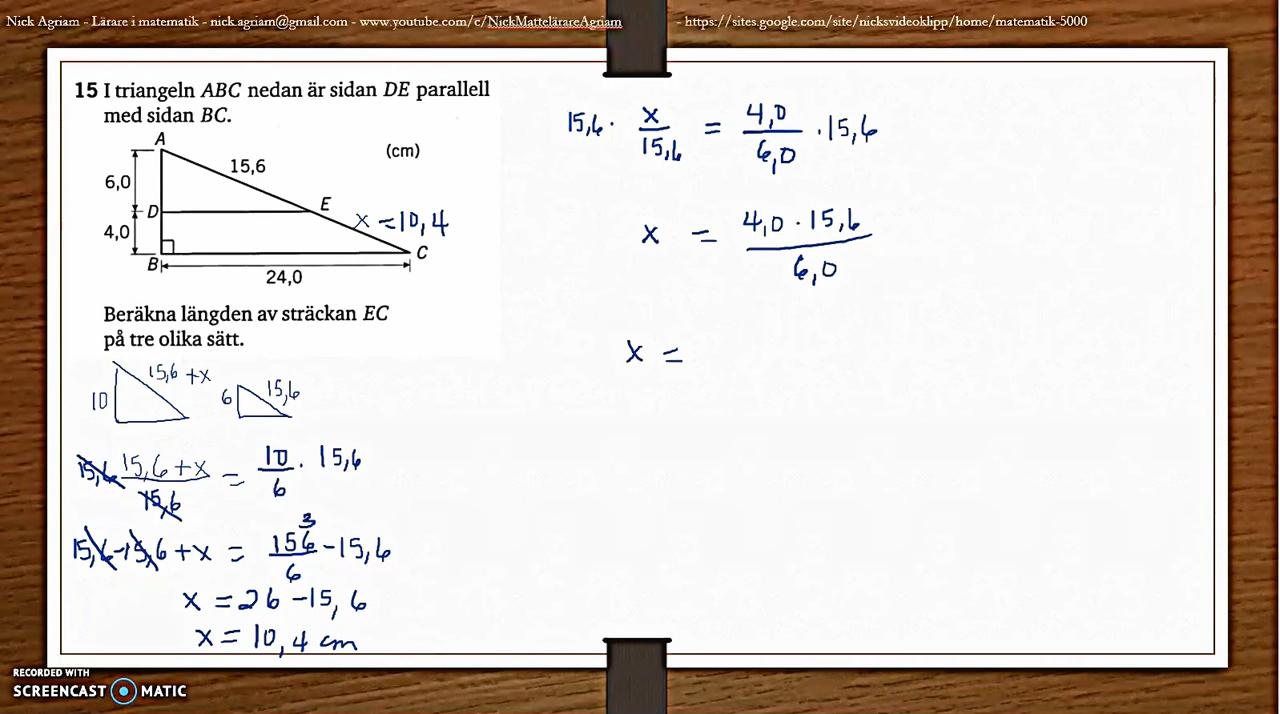 Nick Agriam - Lärare i matematik - nick.agriam@gmail.com - www.youtube.com/c/NickMattelärareAgriam - https://sites.google.com/site/nicksvideoklipp/home/matematik-5000
15 I triangeln ABC nedan är sidan DE parallell
med sidan BC.
A
15,6
(cm)
6,0
D
E
x = 10,4
4,0
B
C
24,0
Beräkna längden av sträckan EC
på tre olika sätt.
10
15,6 + x
6
15,6
15,6 · (15,6 + x)/15,6 = 10/6 · 15,6
15,6 - 15,6 + x = 156/6 - 15,6
3
x = 26 - 15,6
x = 10,4 cm
15,6 · x/15,6 = 4,0/6,0 · 15,6
x = 4,0 · 15,6/6,0
x =
RECORDED WITH
SCREENCAST MATIC